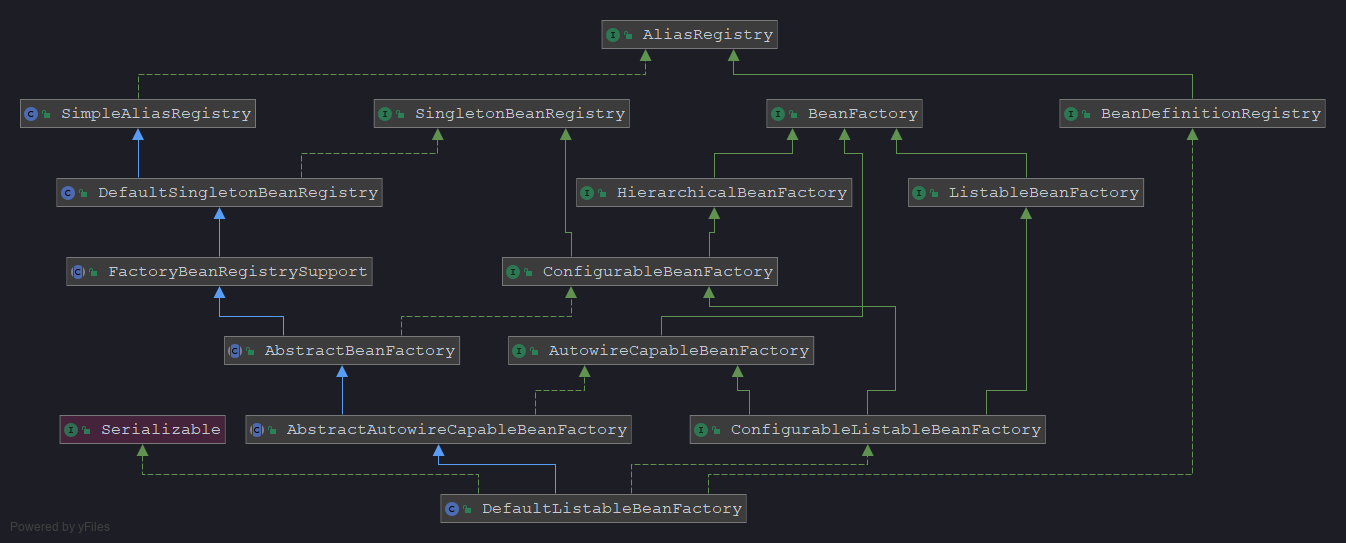 AliasRegistry
SimpleAliasRegistry
SingletonBeanRegistry
BeanFactory
BeanDefinitionRegistry
DefaultSingletonBeanRegistry
HierarchicalBeanFactory
ListableBeanFactory
FactoryBeanRegistrySupport
ConfigurableBeanFactory
AbstractBeanFactory
AutowireCapableBeanFactory
Serializable
AbstractAutowireCapableBeanFactory
ConfigurableListableBeanFactory
DefaultListableBeanFactory
Powered by yFiles